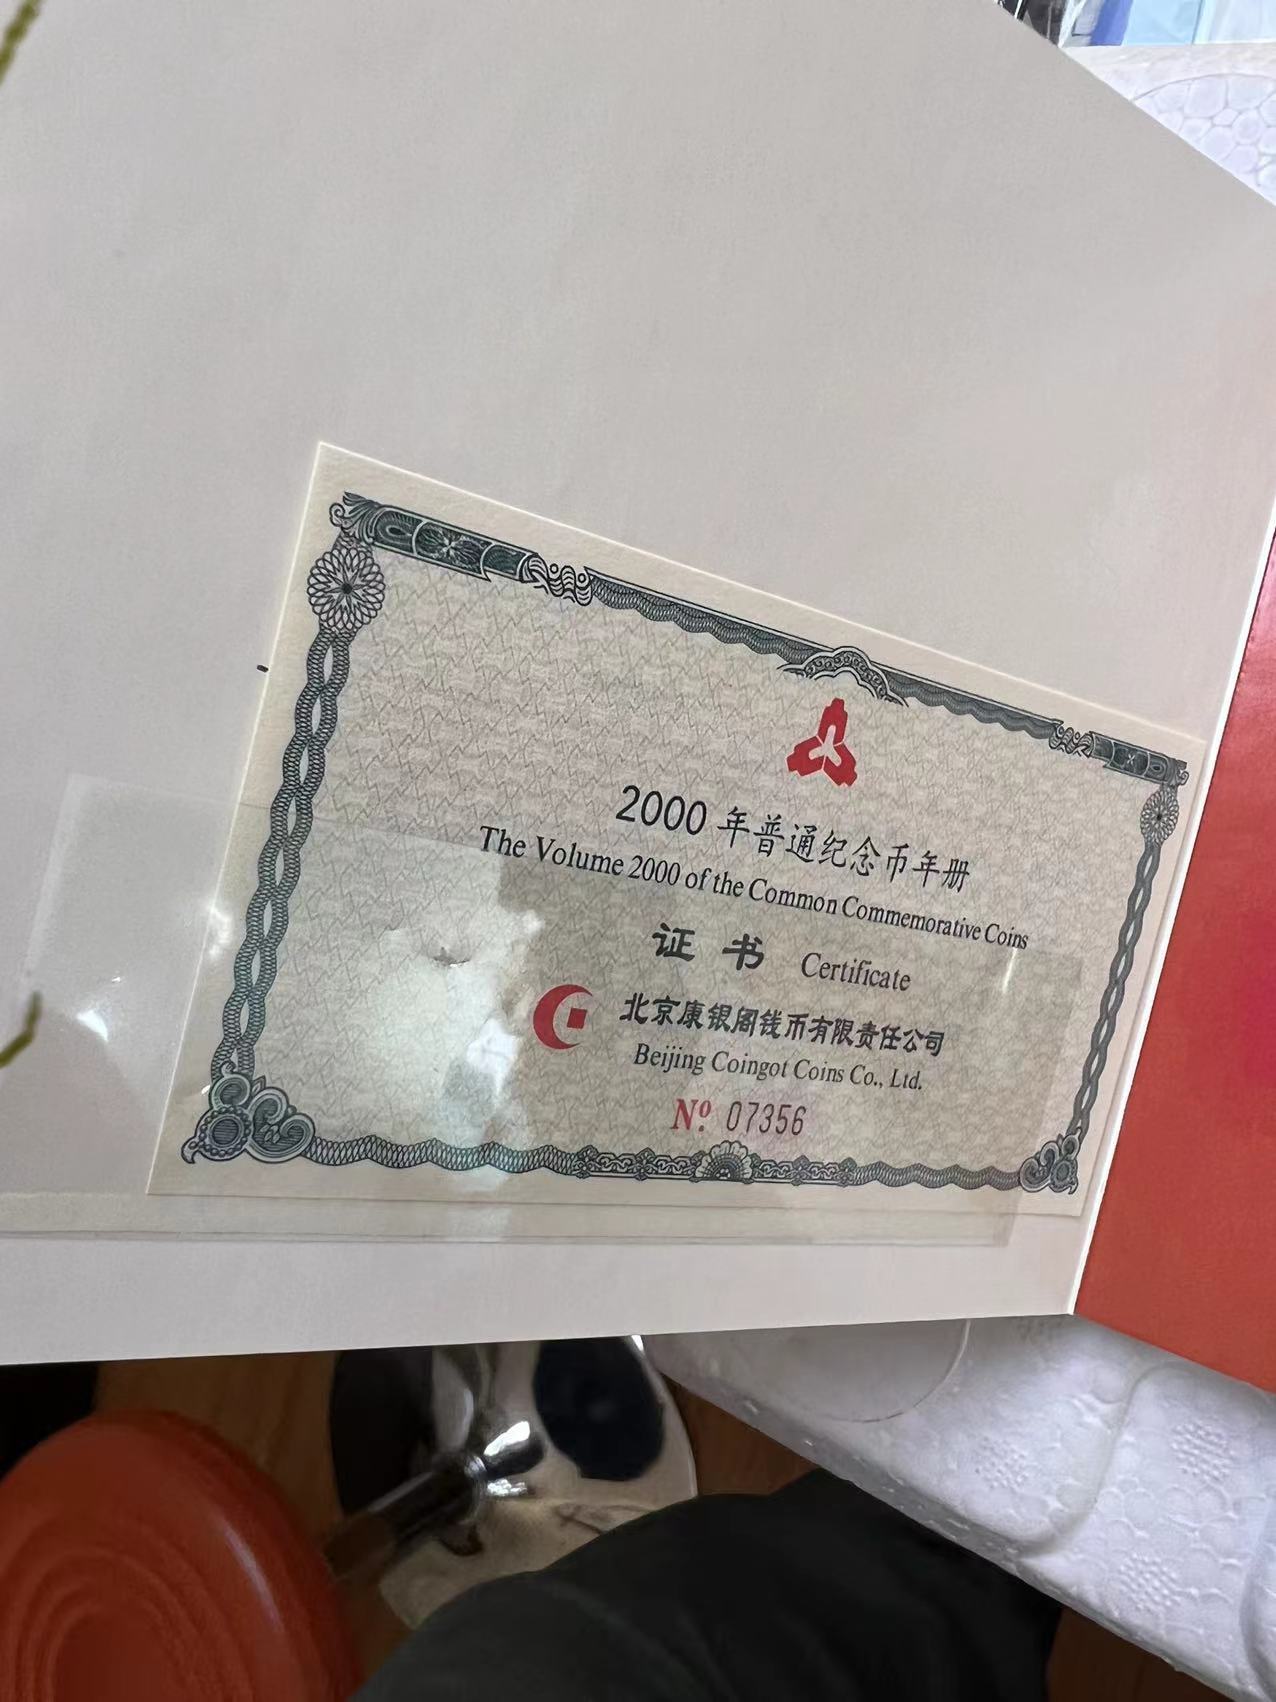 2000 年普通纪念币年册
The Volume 2000 of the Common Commemorative Coins
证 书 Certificate
北京康银阁钱币有限责任公司
Beijing Coingot Coins Co., Ltd.
Nº 07356